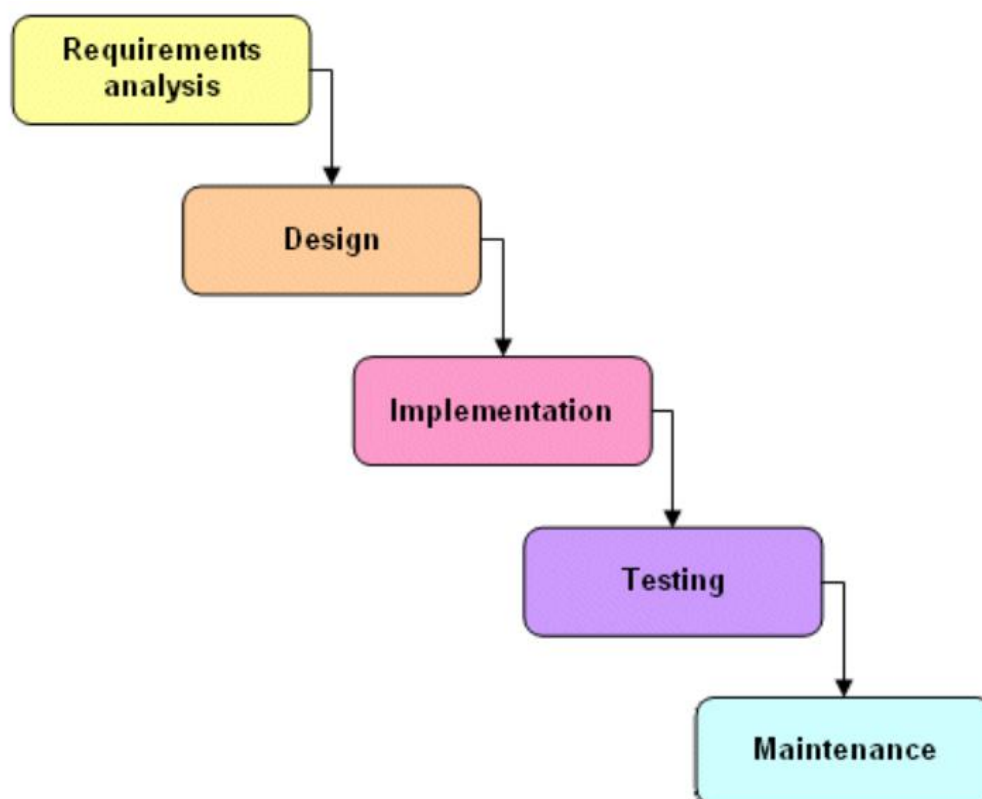 Requirements
analysis
Design
Implementation
Testing
Maintenance